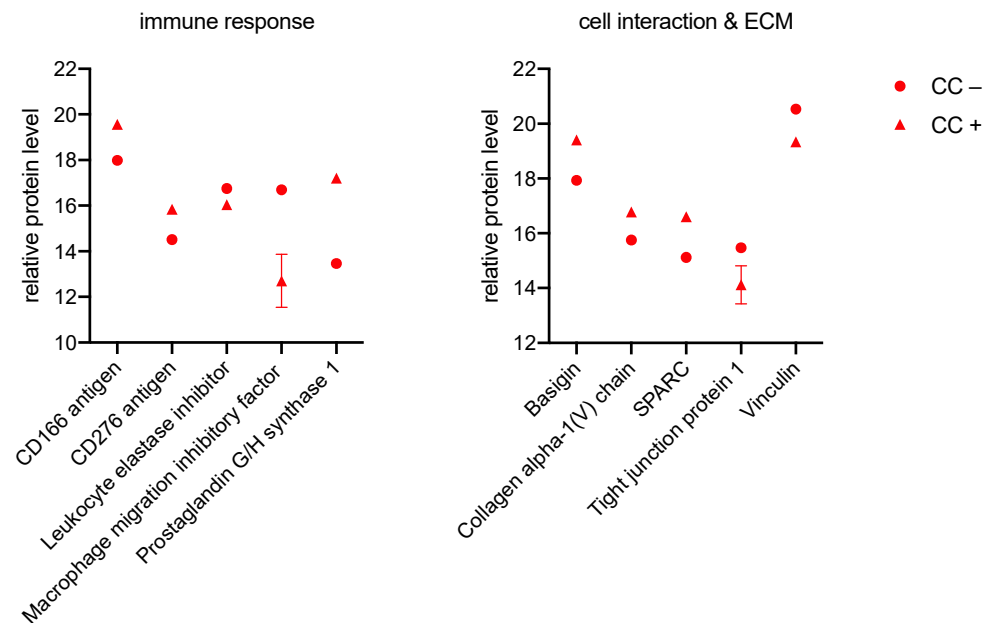 immune response
relative protein level
22
20
18
16
14
12
10
CD166 antigen
CD276 antigen
Leukocyte elastase inhibitor
Macrophage migration inhibitory factor
Prostaglandin G/H synthase 1
cell interaction & ECM
relative protein level
22
20
18
16
14
12
Basigin
Collagen alpha-1(V) chain
SPARC
Tight junction protein 1
Vinculin
CC –
CC +